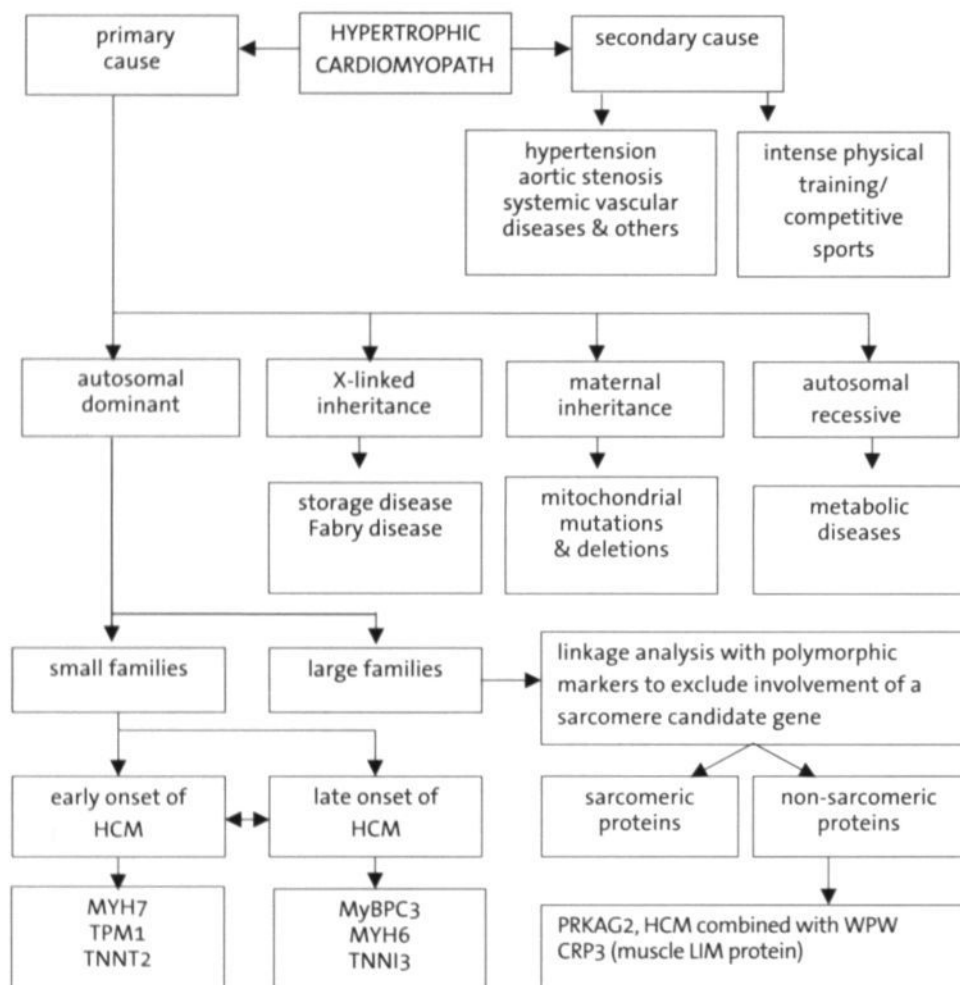 primary
cause
HYPERTROPHIC
CARDIOMYOPATH
secondary cause
hypertension
aortic stenosis
systemic vascular
diseases & others
intense physical
training/
competitive
sports
autosomal
dominant
X-linked
inheritance
maternal
inheritance
autosomal
recessive
storage disease
Fabry disease
mitochondrial
mutations
& deletions
metabolic
diseases
small families
large families
linkage analysis with polymorphic
markers to exclude involvement of a
sarcomere candidate gene
early onset of
HCM
late onset of
HCM
sarcomeric
proteins
non-sarcomeric
proteins
MYH7
TPM1
TNNT2
MyBPC3
MYH6
TNNI3
PRKAG2, HCM combined with WPW
CRP3 (muscle LIM protein)